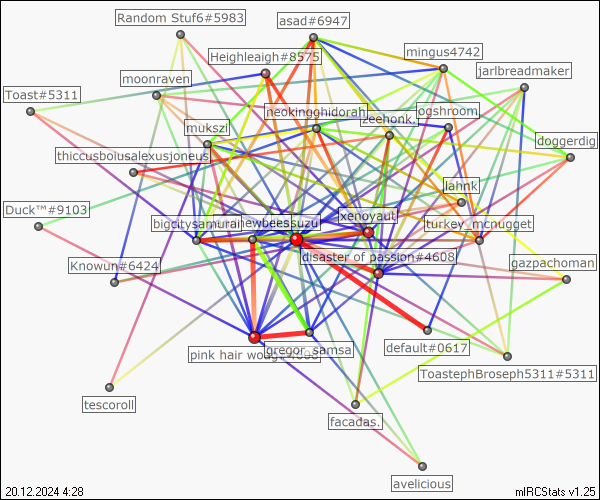 Random Stuf6#5983
asad#6947
mingus4742
Heighleaigh#8575
jarlbreadmaker
moonraven
Toast#5311
neokingghidorah
zeehonk.
ogshroom
mukszi
doggerdig
thiccusboiusalexusjoneus
lahnk
Duck™#9103
xenoyaut
bigcitysamurai
newbeessuzu
turkey_mcnugget
disaster of passion#4608
Knowun#6424
gazpachoman
default#0617
gregor_samsa
pink hair
ToastephBroseph5311#5311
tescoroll
facadas.
avelicious
20.12.2024 4:28
mIRCStats v1.25